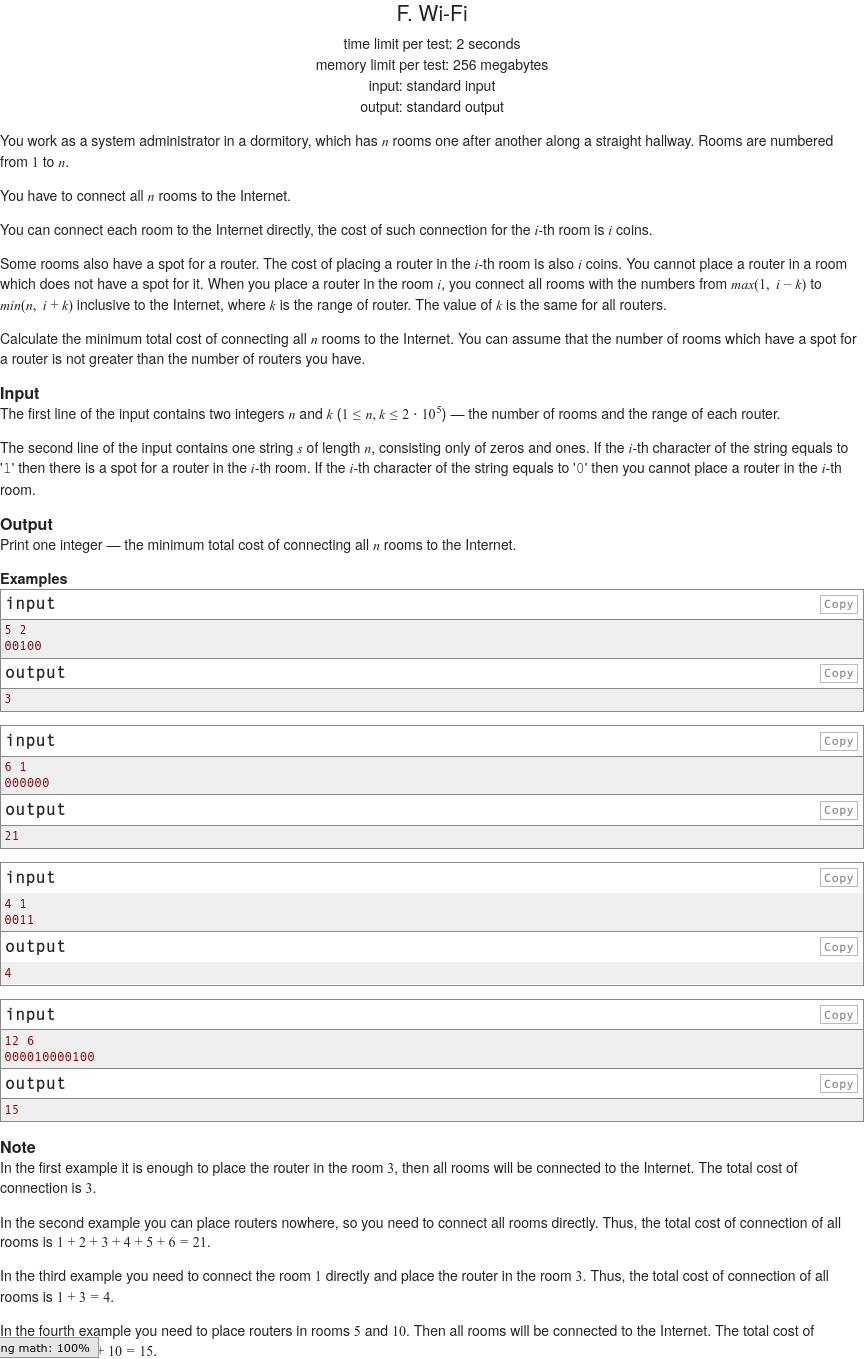 F. Wi-Fi
time limit per test: 2 seconds
memory limit per test: 256 megabytes
input: standard input
output: standard output
You work as a system administrator in a dormitory, which has n rooms one after another along a straight hallway. Rooms are numbered
from 1 to n.
You have to connect all n rooms to the Internet.
You can connect each room to the Internet directly, the cost of such connection for the i-th room is i coins.
Some rooms also have a spot for a router. The cost of placing a router in the i-th room is also i coins. You cannot place a router in a room
which does not have a spot for it. When you place a router in the room i, you connect all rooms with the numbers from max(1, i − k) to
min(n, i + k) inclusive to the Internet, where k is the range of router. The value of k is the same for all routers.
Calculate the minimum total cost of connecting all n rooms to the Internet. You can assume that the number of rooms which have a spot for
a router is not greater than the number of routers you have.
Input
The first line of the input contains two integers n and k (1 ≤ n, k ≤ 2 · 10⁵) — the number of rooms and the range of each router.
The second line of the input contains one string s of length n, consisting only of zeros and ones. If the i-th character of the string equals to
'1' then there is a spot for a router in the i-th room. If the i-th character of the string equals to '0' then you cannot place a router in the i-th
room.
Output
Print one integer — the minimum total cost of connecting all n rooms to the Internet.
Examples
input Copy
5 2
00100
output Copy
3
input Copy
6 1
000000
output Copy
21
input Copy
4 1
0011
output Copy
4
input Copy
12 6
000010000100
output Copy
15
Note
In the first example it is enough to place the router in the room 3, then all rooms will be connected to the Internet. The total cost of
connection is 3.
In the second example you can place routers nowhere, so you need to connect all rooms directly. Thus, the total cost of connection of all
rooms is 1 + 2 + 3 + 4 + 5 + 6 = 21.
In the third example you need to connect the room 1 directly and place the router in the room 3. Thus, the total cost of connection of all
rooms is 1 + 3 = 4.
In the fourth example you need to place routers in rooms 5 and 10. Then all rooms will be connected to the Internet. The total cost of
ng math: 100% + 10 = 15.